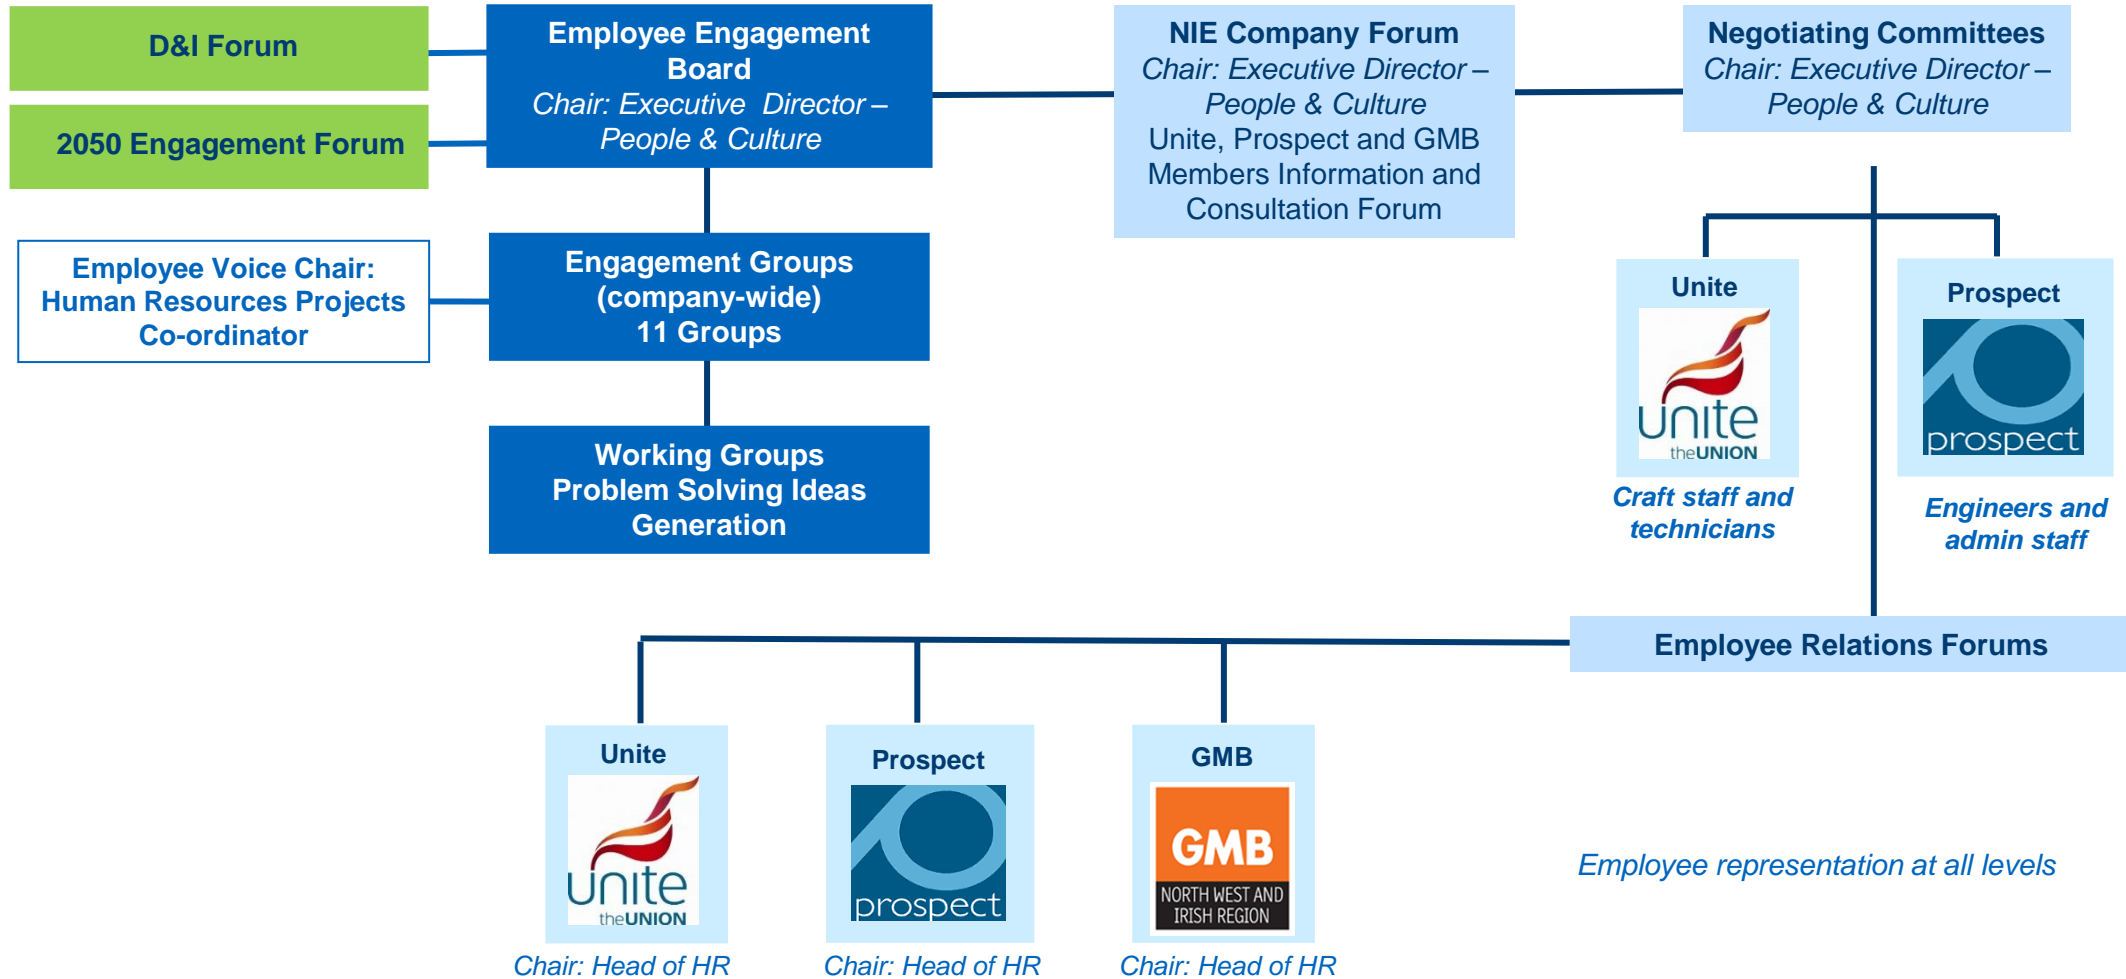 D&I Forum
2050 Engagement Forum
Employee Engagement
Board
Chair: Executive Director –
People & Culture
NIE Company Forum
Chair: Executive Director –
People & Culture
Unite, Prospect and GMB
Members Information and
Consultation Forum
Negotiating Committees
Chair: Executive Director –
People & Culture
Employee Voice Chair:
Human Resources Projects
Co-ordinator
Engagement Groups
(company-wide)
11 Groups
Working Groups
Problem Solving Ideas
Generation
Unite
unite
theUNION
Craft staff and
technicians
Prospect
prospect
Engineers and
admin staff
Employee Relations Forums
Unite
unite
theUNION
Chair: Head of HR
Prospect
prospect
Chair: Head of HR
GMB
GMB
NORTH WEST AND
IRISH REGION
Chair: Head of HR
Employee representation at all levels